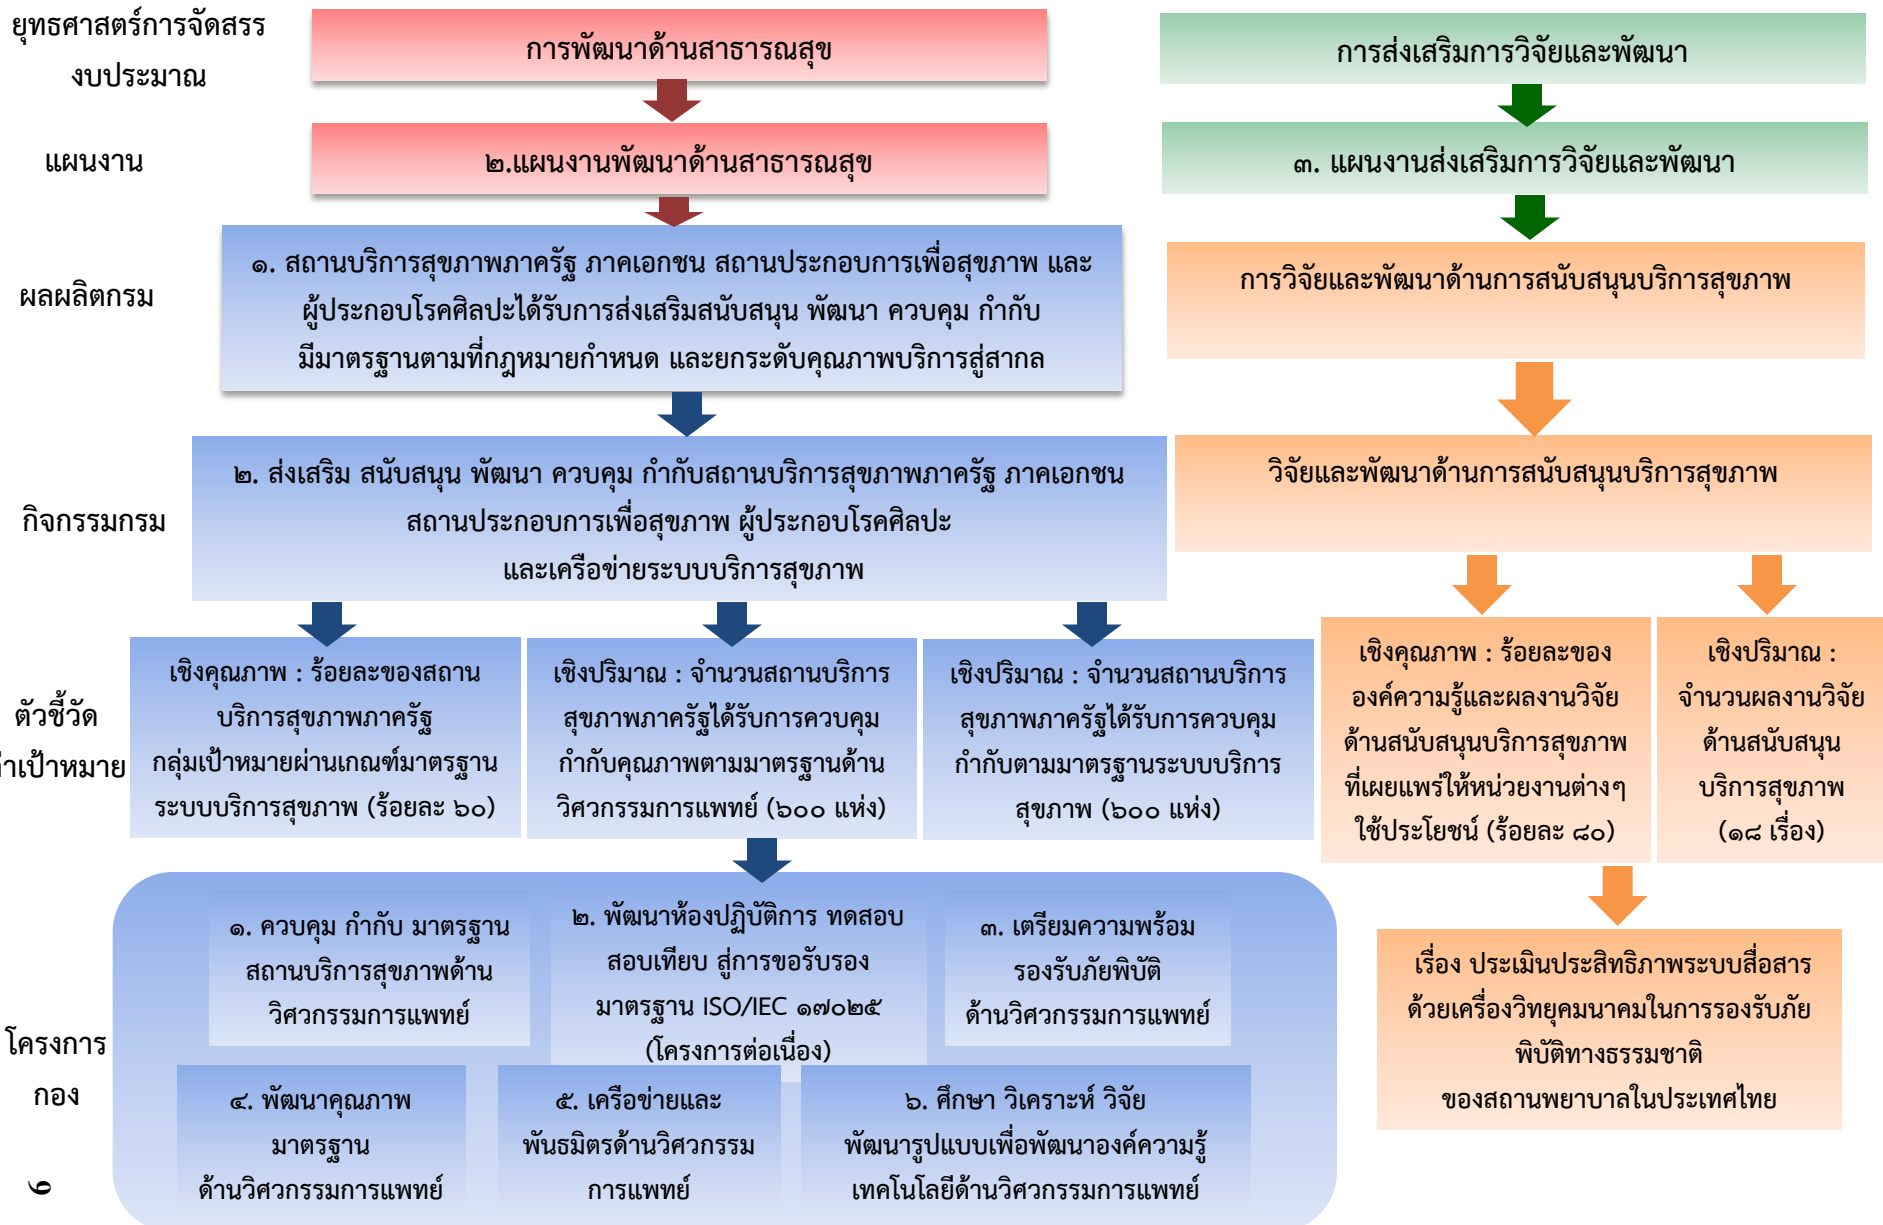 ยุทธศาสตร์การจัดสรร
งบประมาณ
การพัฒนาด้านสาธารณสุข
การส่งเสริมการวิจัยและพัฒนา
แผนงาน
๒.แผนงานพัฒนาด้านสาธารณสุข
๓. แผนงานส่งเสริมการวิจัยและพัฒนา
ผลผลิตกรม
๑. สถานบริการสุขภาพภาครัฐ ภาคเอกชน สถานประกอบการเพื่อสุขภาพ และ
ผู้ประกอบโรคศิลปะได้รับการส่งเสริมสนับสนุน พัฒนา ควบคุม กำกับ
มีมาตรฐานตามที่กฎหมายกำหนด และยกระดับคุณภาพบริการสู่สากล
การวิจัยและพัฒนาด้านการสนับสนุนบริการสุขภาพ
กิจกรรมกรม
๒. ส่งเสริม สนับสนุน พัฒนา ควบคุม กำกับสถานบริการสุขภาพภาครัฐ ภาคเอกชน
สถานประกอบการเพื่อสุขภาพ ผู้ประกอบโรคศิลปะ
และเครือข่ายระบบบริการสุขภาพ
วิจัยและพัฒนาด้านการสนับสนุนบริการสุขภาพ
ตัวชี้วัด
ค่าเป้าหมาย
เชิงคุณภาพ : ร้อยละของสถาน
บริการสุขภาพภาครัฐ
กลุ่มเป้าหมายผ่านเกณฑ์มาตรฐาน
ระบบบริการสุขภาพ (ร้อยละ ๖๐)
เชิงปริมาณ : จำนวนสถานบริการ
สุขภาพภาครัฐได้รับการควบคุม
กำกับคุณภาพตามมาตรฐานด้าน
วิศวกรรมการแพทย์ (๖๐๐ แห่ง)
เชิงปริมาณ : จำนวนสถานบริการ
สุขภาพภาครัฐได้รับการควบคุม
กำกับตามมาตรฐานระบบบริการ
สุขภาพ (๖๐๐ แห่ง)
เชิงคุณภาพ : ร้อยละของ
องค์ความรู้และผลงานวิจัย
ด้านสนับสนุนบริการสุขภาพ
ที่เผยแพร่ให้หน่วยงานต่างๆ
ใช้ประโยชน์ (ร้อยละ ๘๐)
เชิงปริมาณ :
จำนวนผลงานวิจัย
ด้านสนับสนุน
บริการสุขภาพ
(๑๘ เรื่อง)
โครงการ
กอง
๑. ควบคุม กำกับ มาตรฐาน
สถานบริการสุขภาพด้าน
วิศวกรรมการแพทย์
๒. พัฒนาห้องปฏิบัติการ ทดสอบ
สอบเทียบ สู่การขอรับรอง
มาตรฐาน ISO/IEC ๑๗๐๒๕
(โครงการต่อเนื่อง)
๓. เตรียมความพร้อม
รองรับภัยพิบัติ
ด้านวิศวกรรมการแพทย์
๔. พัฒนาคุณภาพ
มาตรฐาน
ด้านวิศวกรรมการแพทย์
๕. เครือข่ายและ
พันธมิตรด้านวิศวกรรม
การแพทย์
๖. ศึกษา วิเคราะห์ วิจัย
พัฒนารูปแบบเพื่อพัฒนาองค์ความรู้
เทคโนโลยีด้านวิศวกรรมการแพทย์
เรื่อง ประเมินประสิทธิภาพระบบสื่อสาร
ด้วยเครื่องวิทยุคมนาคมในการรองรับภัย
พิบัติทางธรรมชาติ
ของสถานพยาบาลในประเทศไทย